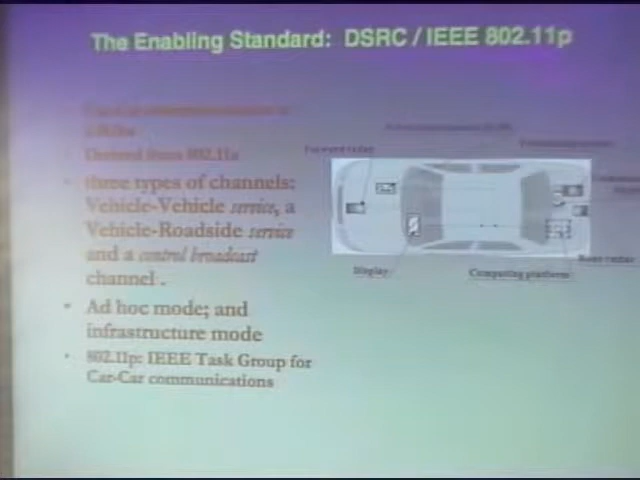 The Enabling Standard: DSRC / IEEE 802.11p
Derived from 802.11a
• three types of channels:
Vehicle-Vehicle service, a
Vehicle-Roadside service
and a control broadcast
channel .
• Ad hoc mode; and
infrastructure mode
• 802.11p: IEEE Task Group for
Car-Car communications
Forward radar
Display
Computing platform
Rear radar